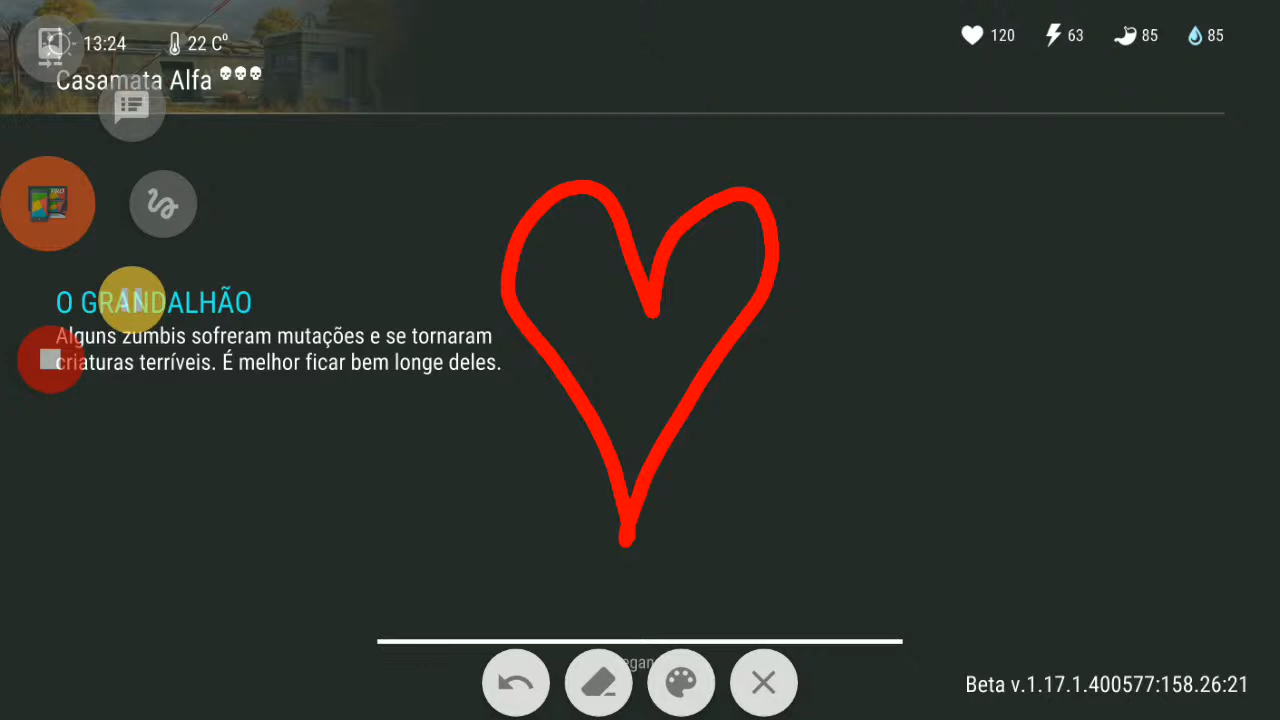 13:24
22 Cº
120
63
85
85
Casamata Alfa
PRO
O GRANDALHÃO
Alguns zumbis sofreram mutações e se tornaram
criaturas terríveis. É melhor ficar bem longe deles.
Beta v.1.17.1.400577:158.26:21